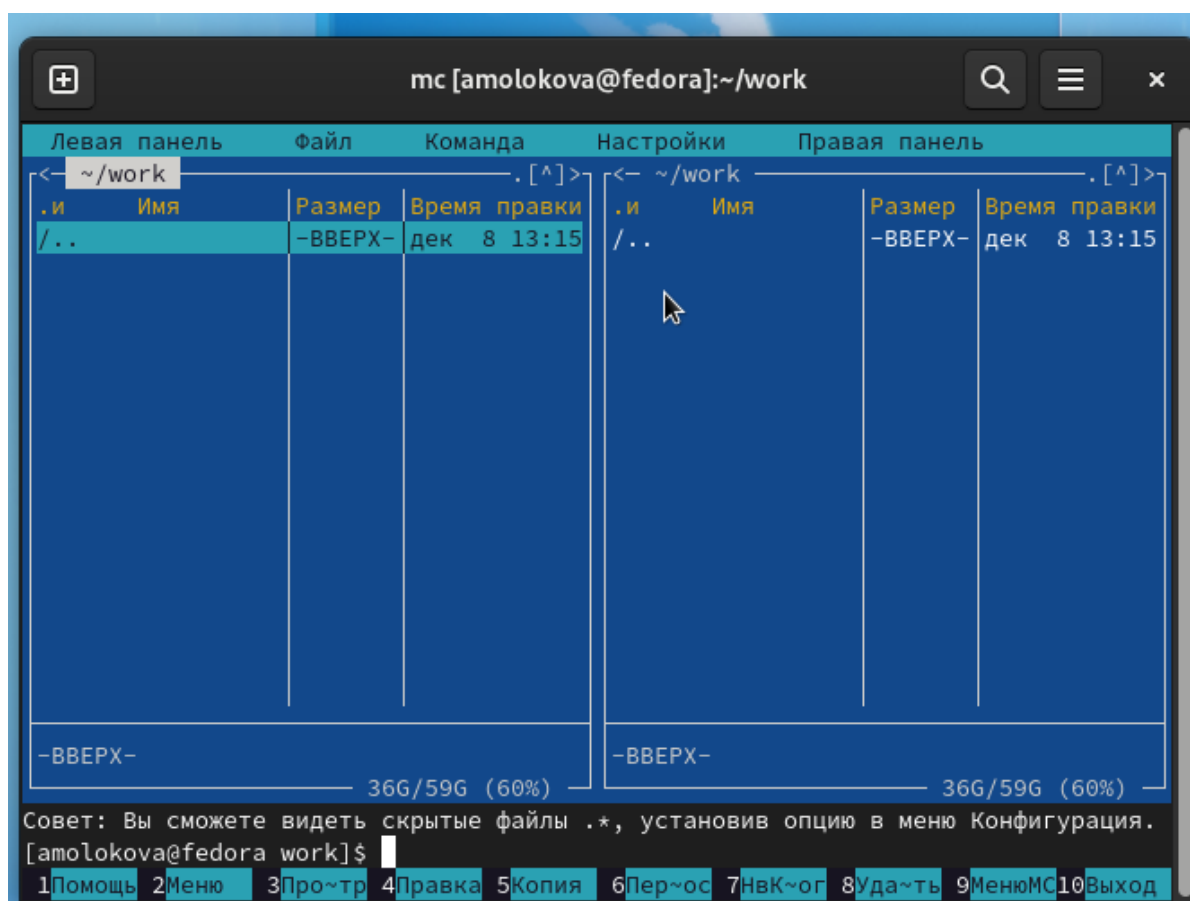 mc [amolokova@fedora]:~/work
Левая панель Файл Команда Настройки Правая панель
<— ~/work .[^]> <— ~/work .[^]>
.и Имя Размер Время правки .и Имя Размер Время правки
/.. -ВВЕРХ- дек 8 13:15 /.. -ВВЕРХ- дек 8 13:15
-ВВЕРХ- -ВВЕРХ-
36G/59G (60%) 36G/59G (60%)
Совет: Вы сможете видеть скрытые файлы .*, установив опцию в меню Конфигурация.
[amolokova@fedora work]$
1Помощь 2Меню 3Про~тр 4Правка 5Копия 6Пер~ос 7НвК~ог 8Уда~ть 9МенюMC 10Выход